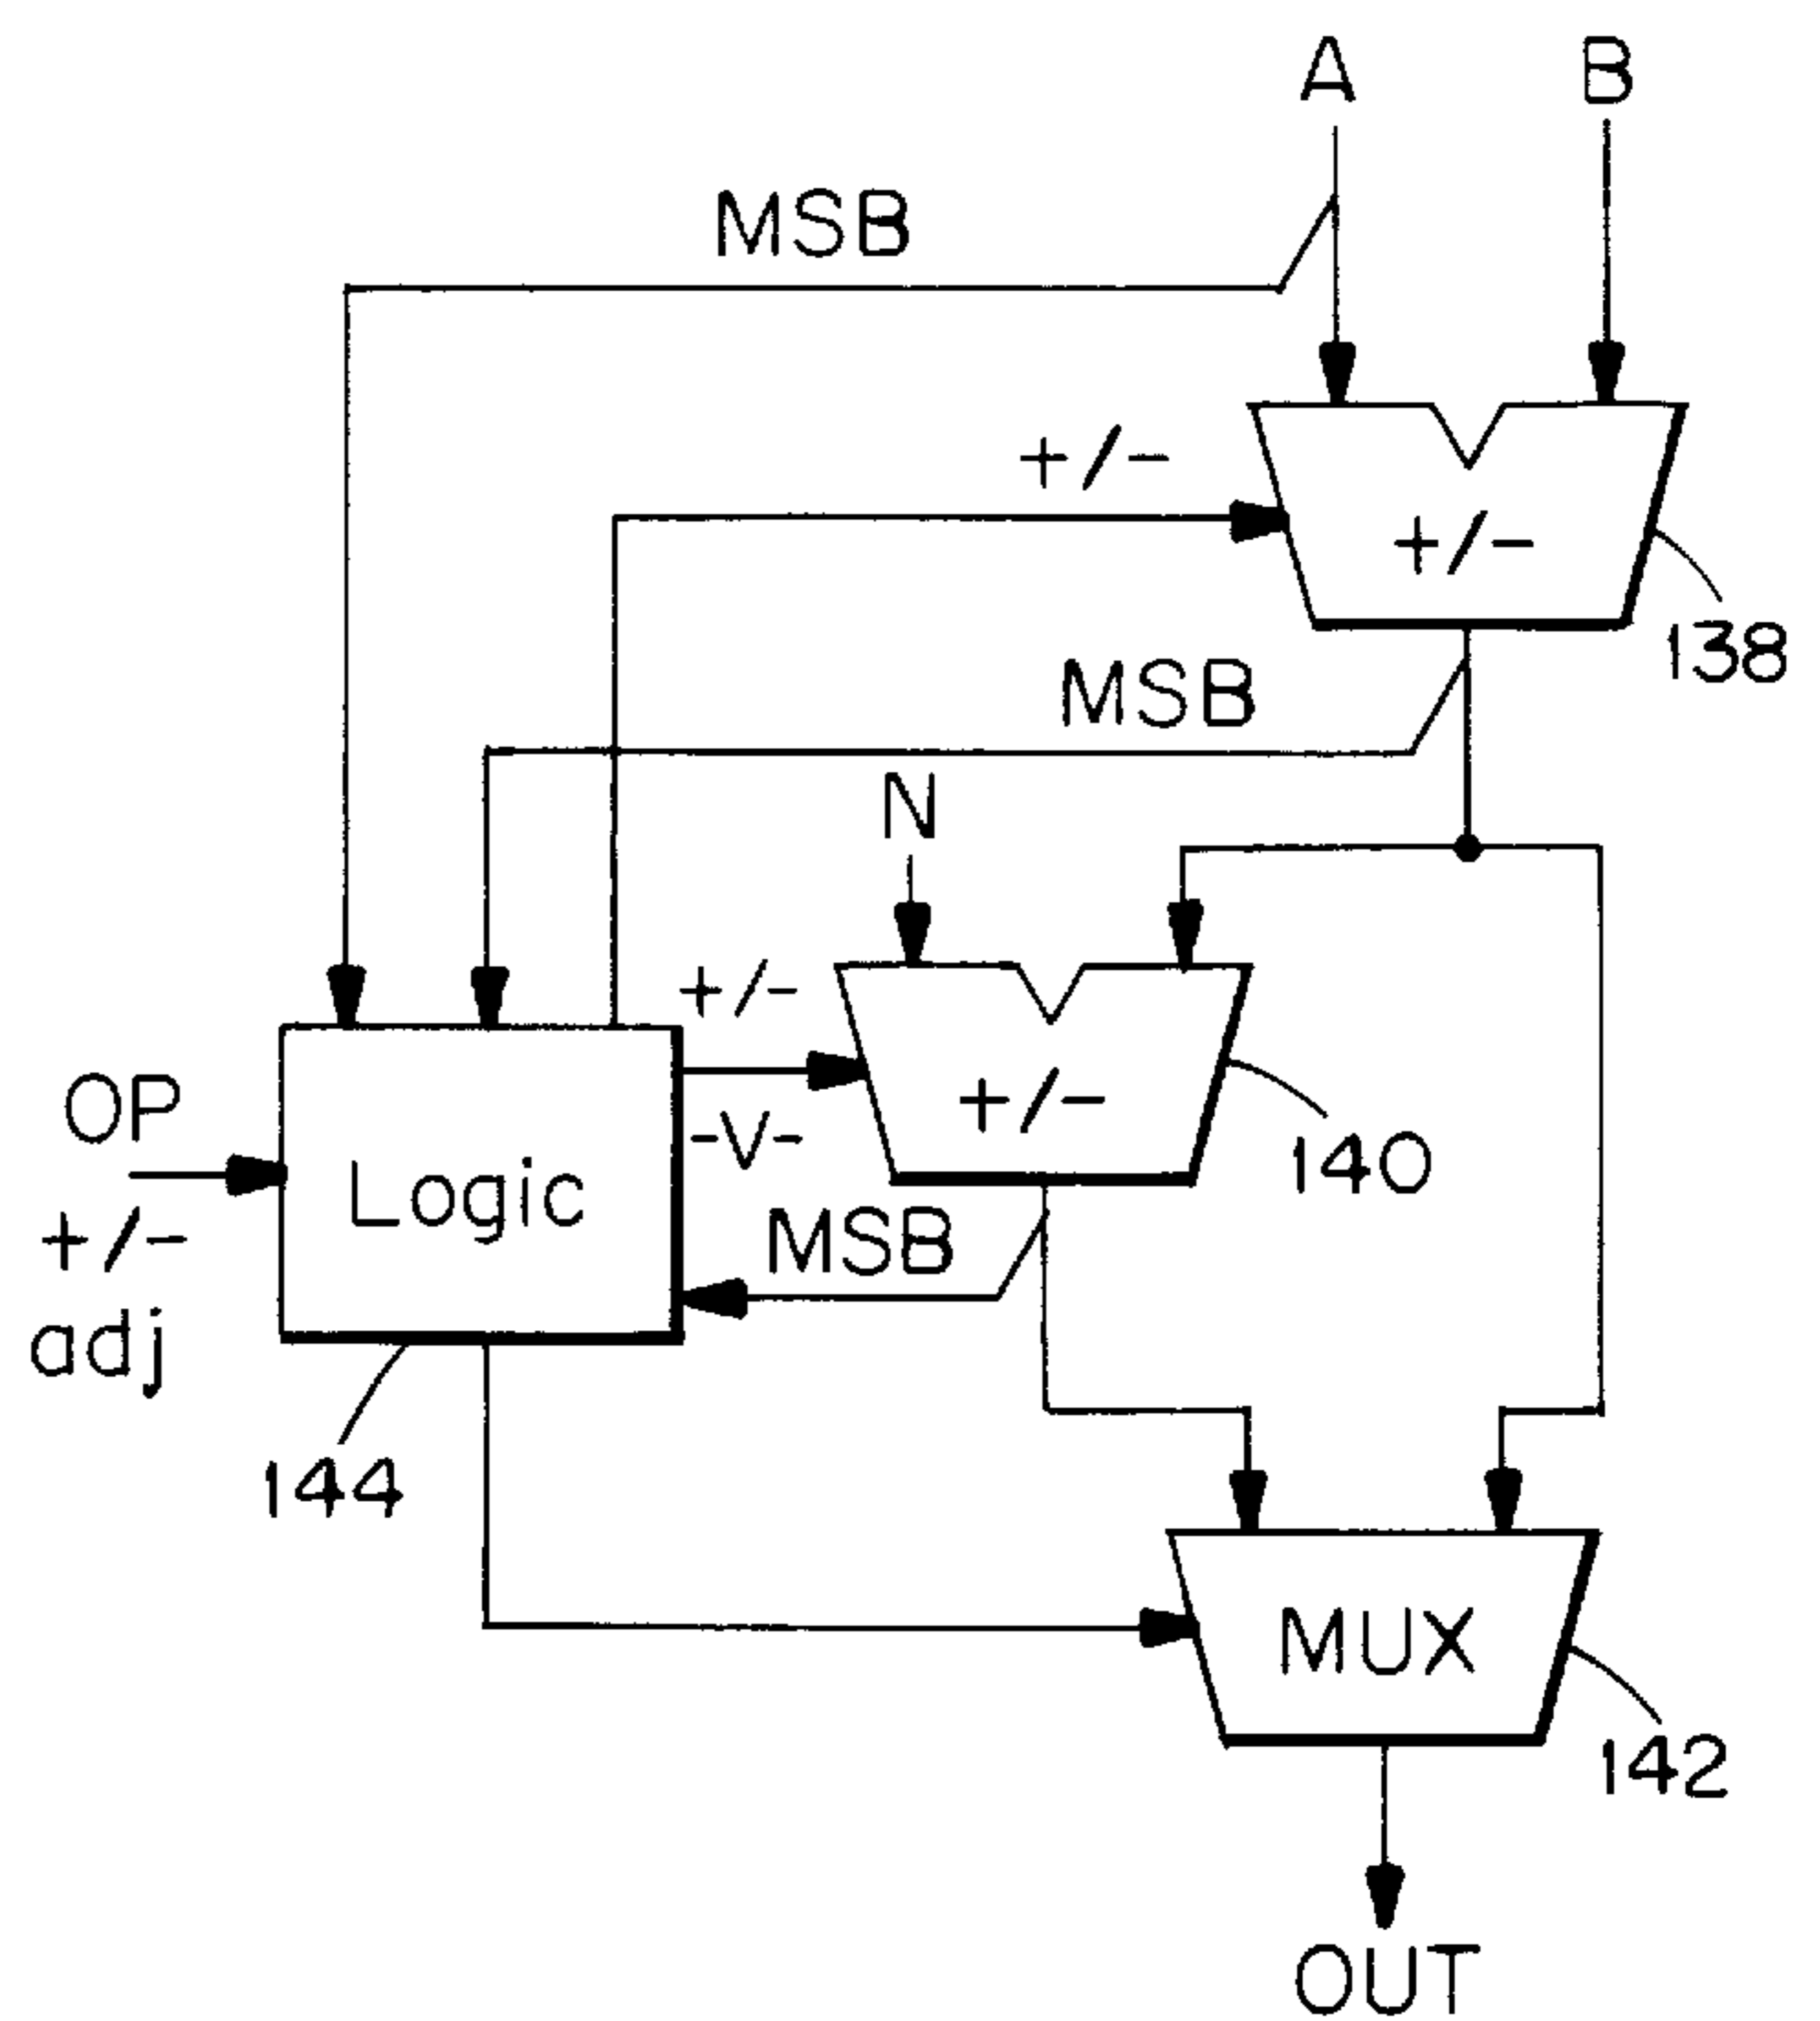 A B
MSB
+/-
+/-
138
MSB
N
+/-
OP
-V-
+/-
140
Logic
+/-
MSB
adj
144
MUX
142
OUT